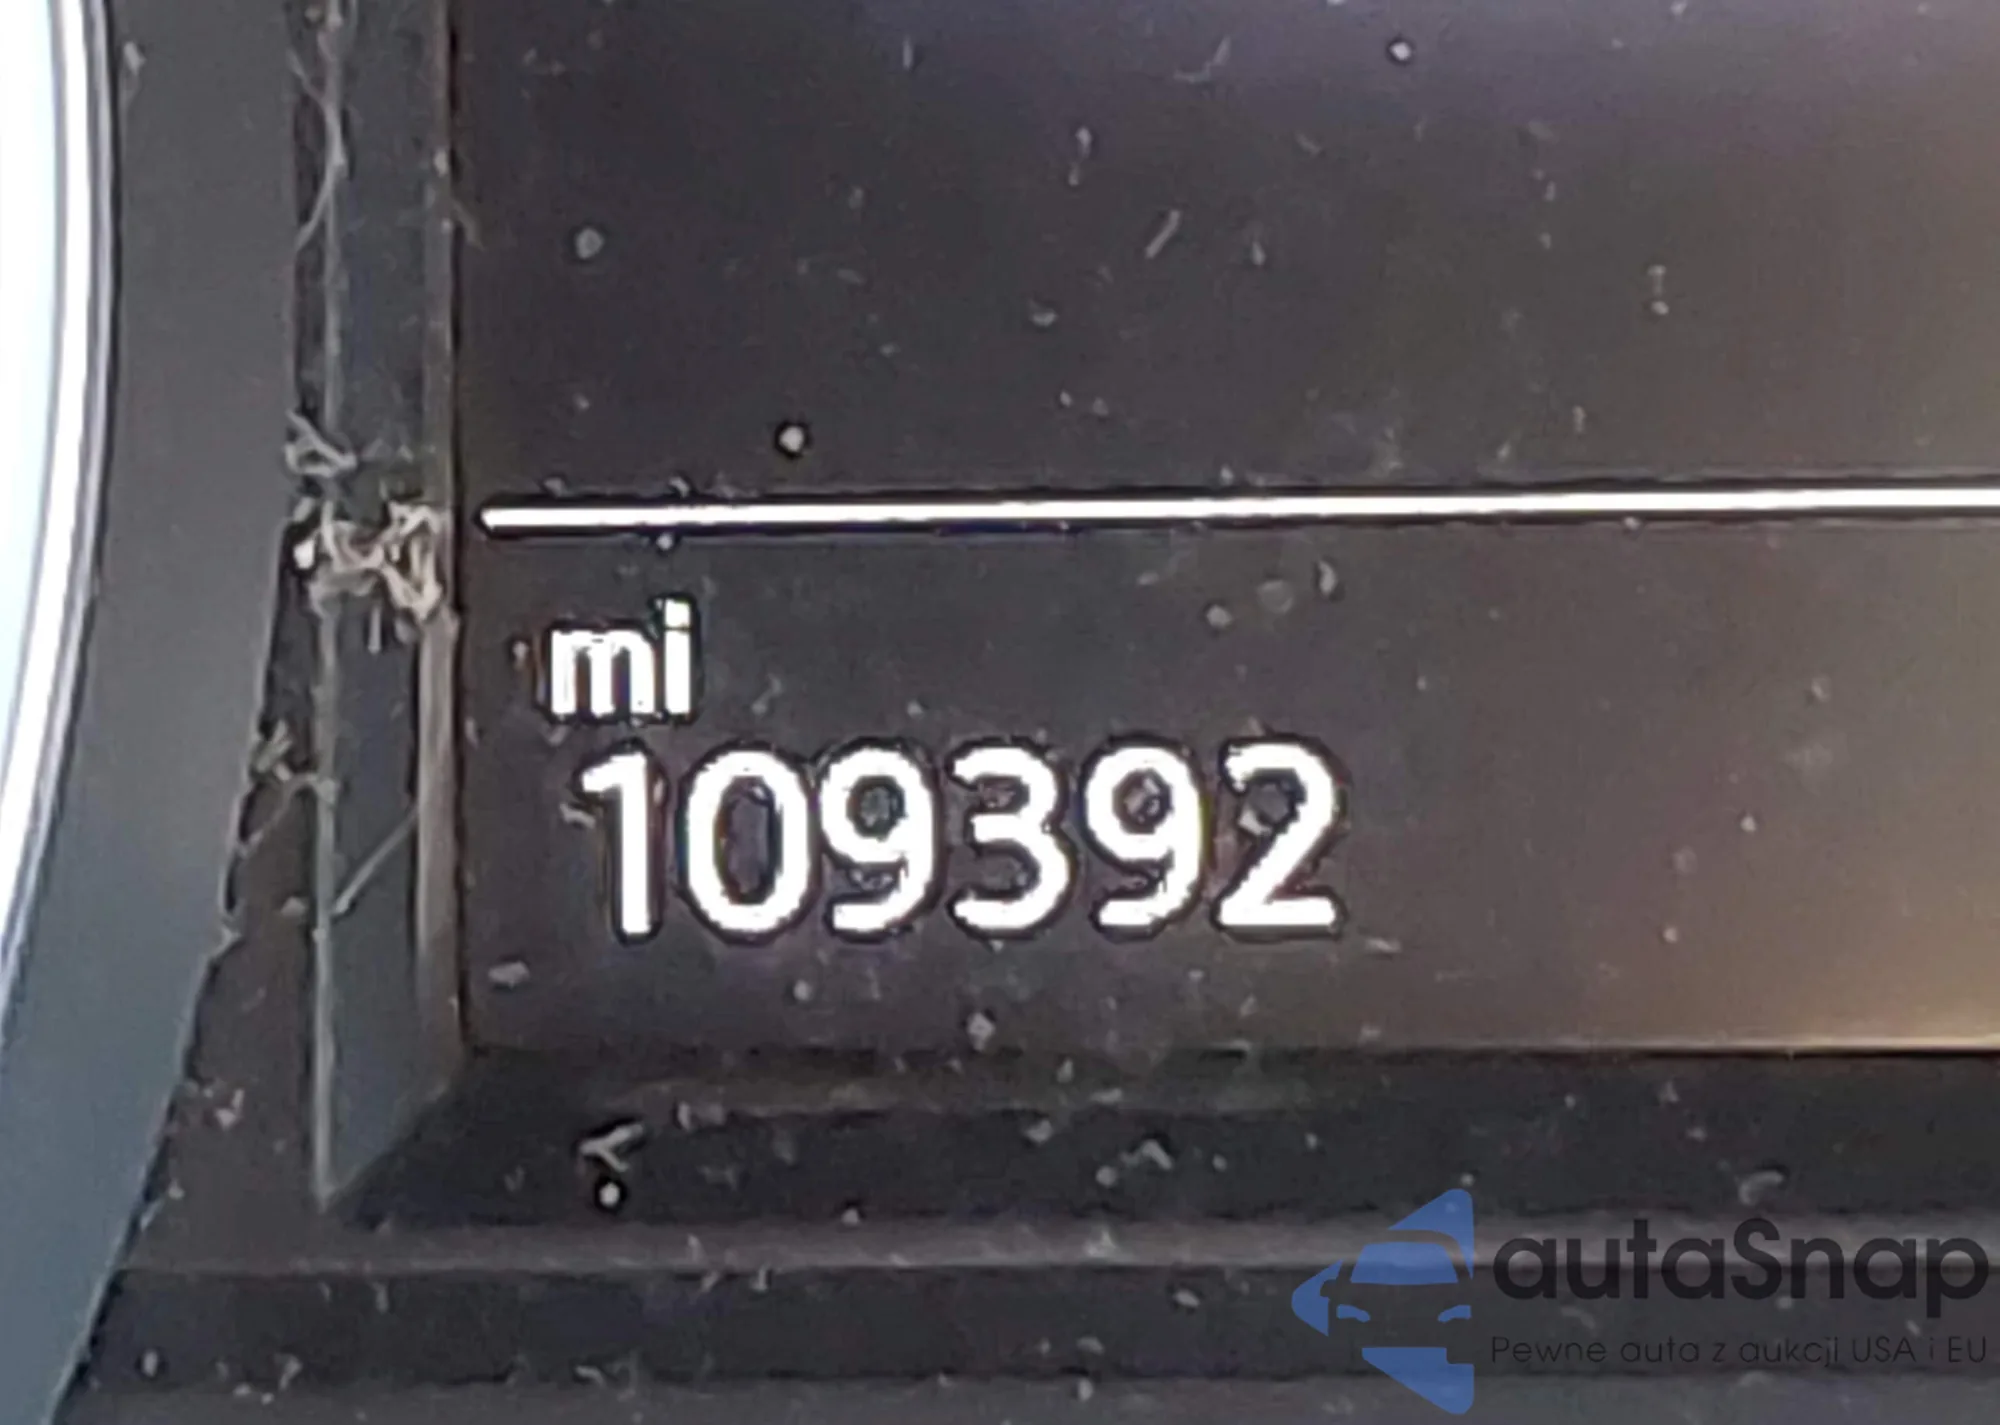 mi
109392
autaSnap
Pewne auta z aukcji USA i EU